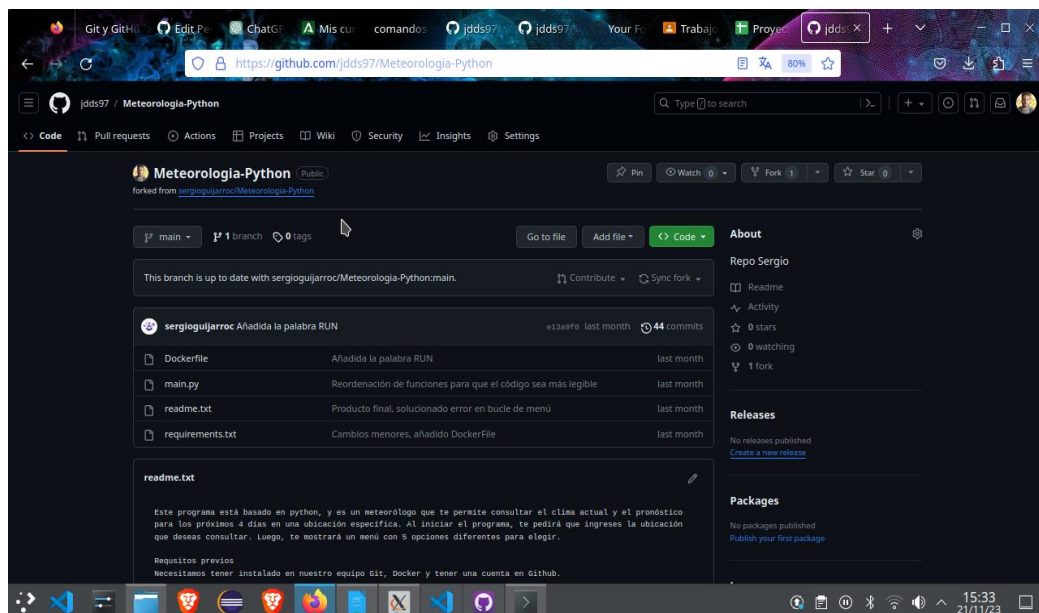 Git y GitH Edit Pe ChatGF Mis cu comandos jdds97 jdds97 Your Fo Trabajo Proye jdds
https://github.com/jdds97/Meteorologia-Python 80%
jdds97 / Meteorologia-Python Type / to search
Code Pull requests Actions Projects Wiki Security Insights Settings
Meteorologia-Python Public Pin Watch 0 Fork 1 Star 0
forked from sergioguijarroc/Meteorologia-Python
main 1 branch 0 tags Go to file Add file Code
This branch is up to date with sergioguijarroc/Meteorologia-Python:main. Contribute Sync fork
sergioguijarroc Añadida la palabra RUN e13a9f0 last month 44 commits
Dockerfile Añadida la palabra RUN last month
main.py Reordenación de funciones para que el código sea más legible last month
readme.txt Producto final, solucionado error en bucle de menú last month
requirements.txt Cambios menores, añadido DockerFile last month
readme.txt
Este programa está basado en python, y es un meteorólogo que te permite consultar el clima actual y el pronóstico
para los próximos 4 días en una ubicación específica. Al iniciar el programa, te pedirá que ingreses la ubicación
que deseas consultar. Luego, te mostrará un menú con 5 opciones diferentes para elegir.
Requsitos previos
Necesitamos tener instalado en nuestro equipo Git, Docker y tener una cuenta en Github.
About
Repo Sergio
Readme
Activity
0 stars
0 watching
1 fork
Releases
No releases published
Create a new release
Packages
No packages published
Publish your first package
15:33
21/11/23